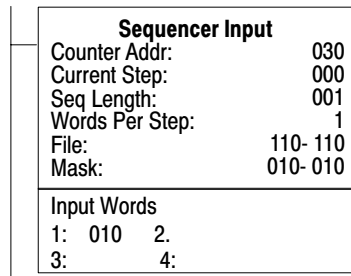 Sequencer Input
Counter Addr: 030
Current Step: 000
Seq Length: 001
Words Per Step: 1
File: 110- 110
Mask: 010- 010
Input Words
1: 010 2.
3: 4: